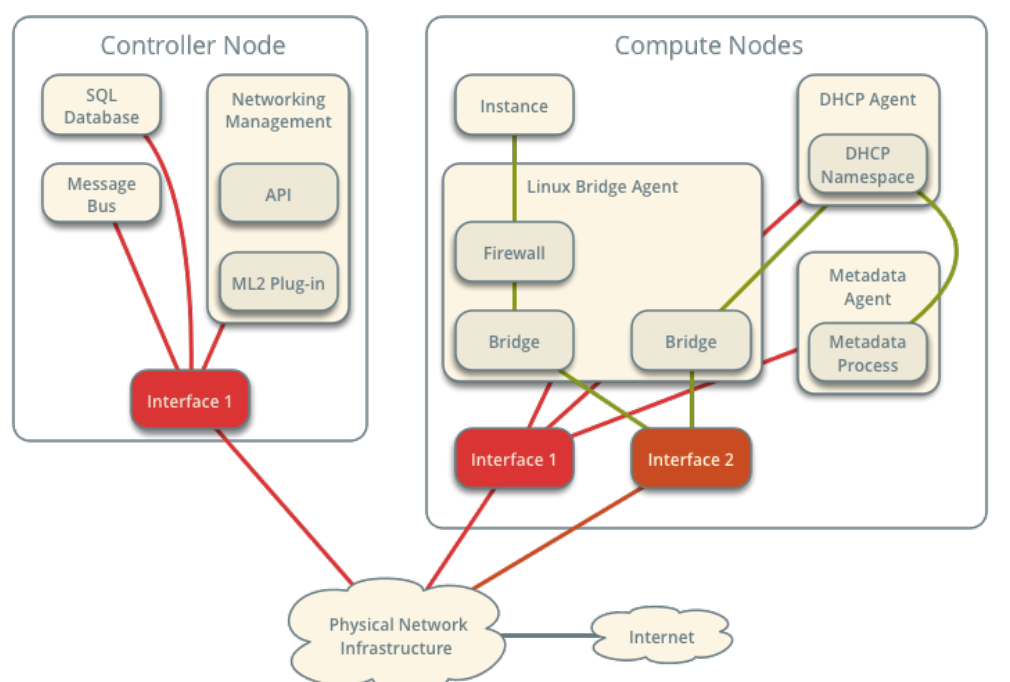 Controller Node
SQL
Database
Message
Bus
Networking
Management
API
ML2 Plug-in
Interface 1
Compute Nodes
Instance
Linux Bridge Agent
Firewall
Bridge
Bridge
DHCP Agent
DHCP
Namespace
Metadata
Agent
Metadata
Process
Interface 1
Interface 2
Physical Network
Infrastructure
Internet